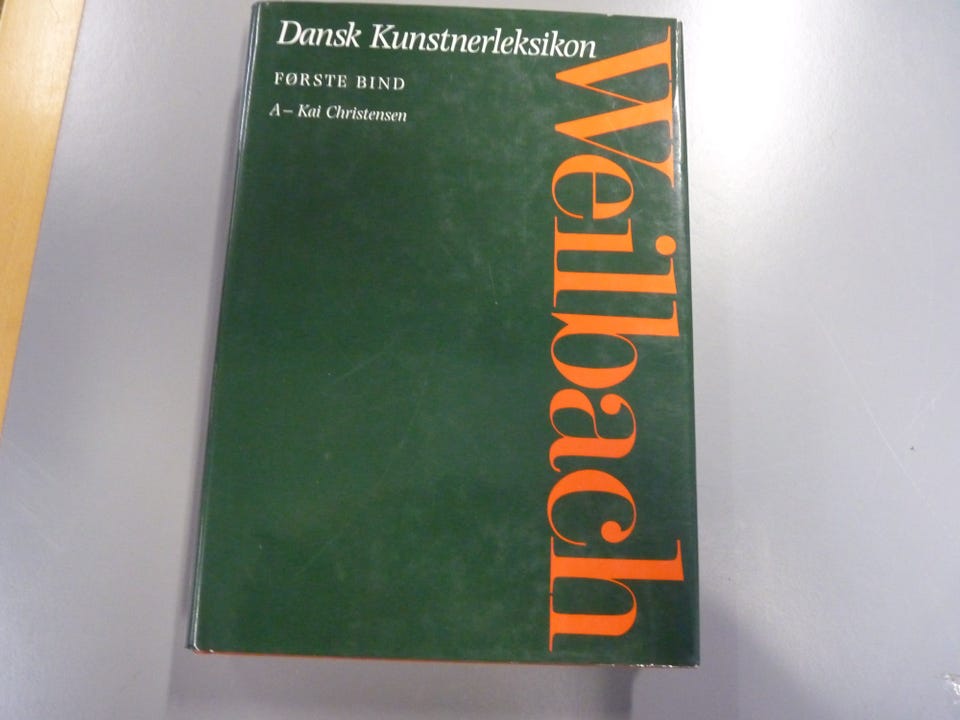 Dansk Kunstnerleksikon
FØRSTE BIND
A – Kai Christensen
Weilbach